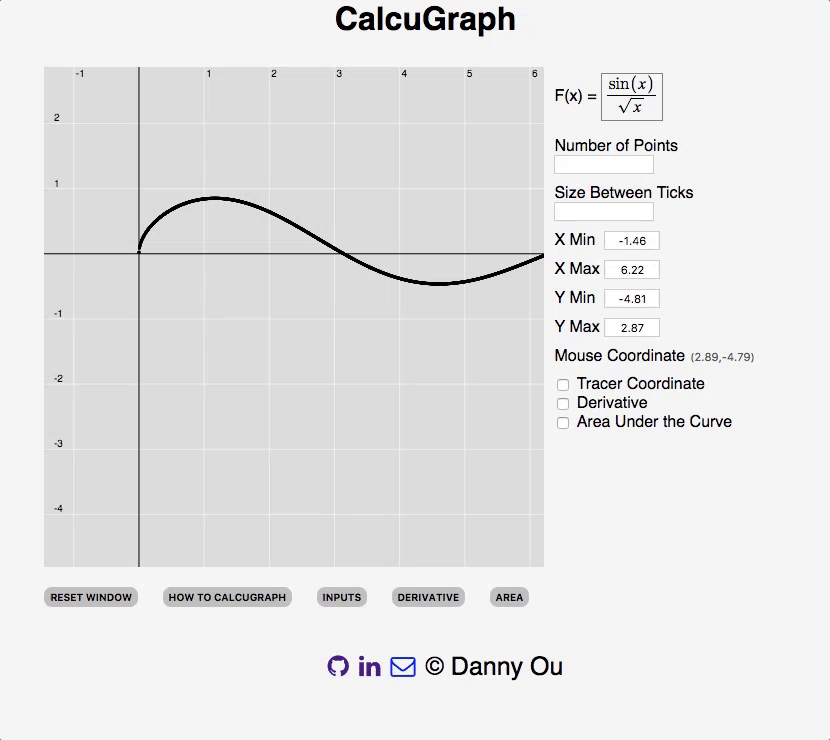 CalcuGraph
-1 1 2 3 4 5 6
2
1
-1
-2
-3
-4
F(x) = sin(x)
√x
Number of Points
Size Between Ticks
X Min -1.46
X Max 6.22
Y Min -4.81
Y Max 2.87
Mouse Coordinate (2.89,-4.79)
Tracer Coordinate
Derivative
Area Under the Curve
RESET WINDOW HOW TO CALCUGRAPH INPUTS DERIVATIVE AREA
in © Danny Ou